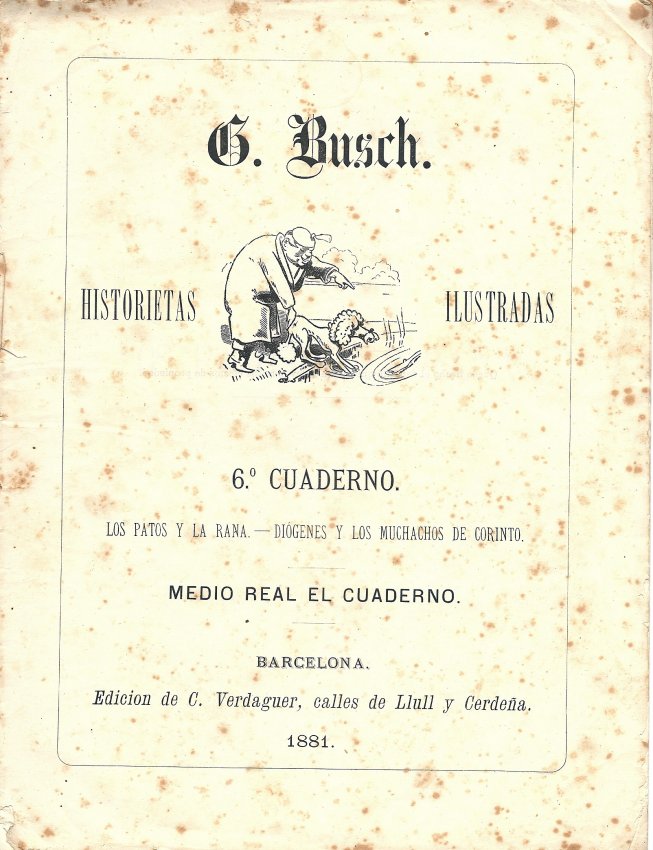 G. Busch.
HISTORIETAS ILUSTRADAS
6.º CUADERNO.
LOS PATOS Y LA RANA.—DIÓGENES Y LOS MUCHACHOS DE CORINTO.
MEDIO REAL EL CUADERNO.
BARCELONA.
Edicion de C. Verdaguer, calles de Llull y Cerdeña.
1881.